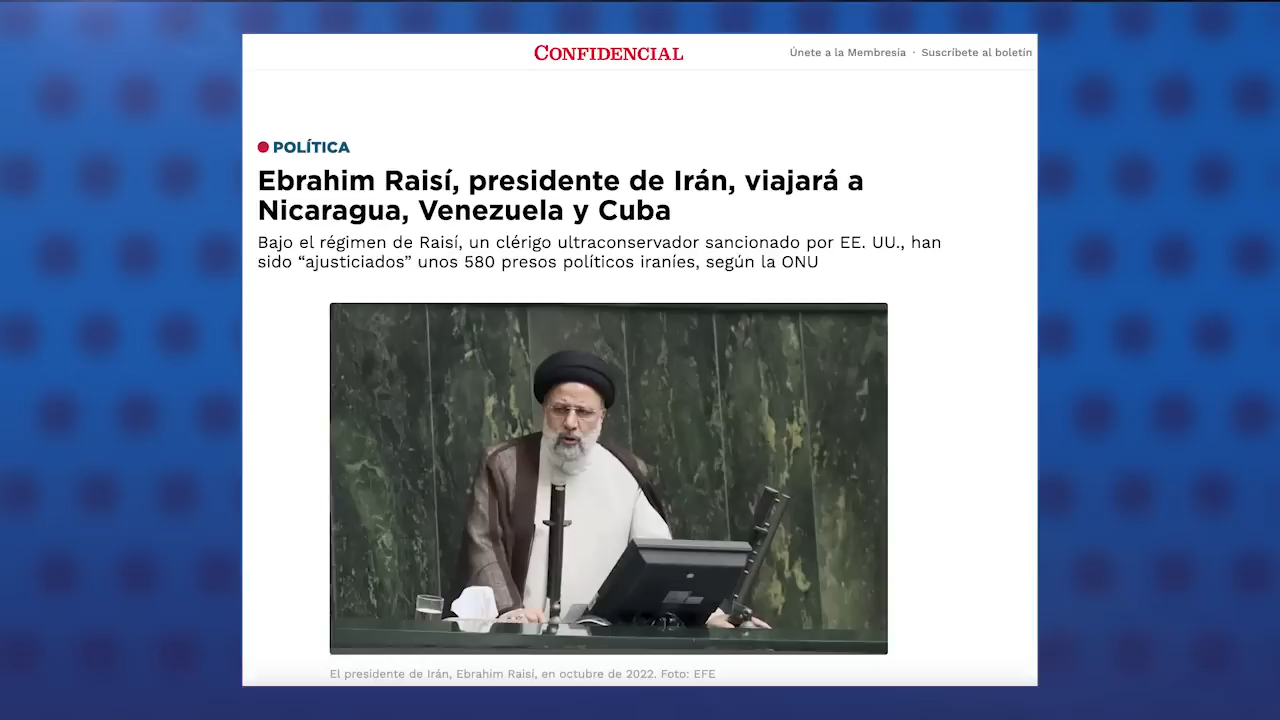 CONFIDENCIAL
Únete a la Membresía · Suscríbete al boletín
POLÍTICA
Ebrahim Raisí, presidente de Irán, viajará a
Nicaragua, Venezuela y Cuba
Bajo el régimen de Raisí, un clérigo ultraconservador sancionado por EE. UU., han
sido “ajusticiados” unos 580 presos políticos iraníes, según la ONU
El presidente de Irán, Ebrahim Raisí, en octubre de 2022. Foto: EFE